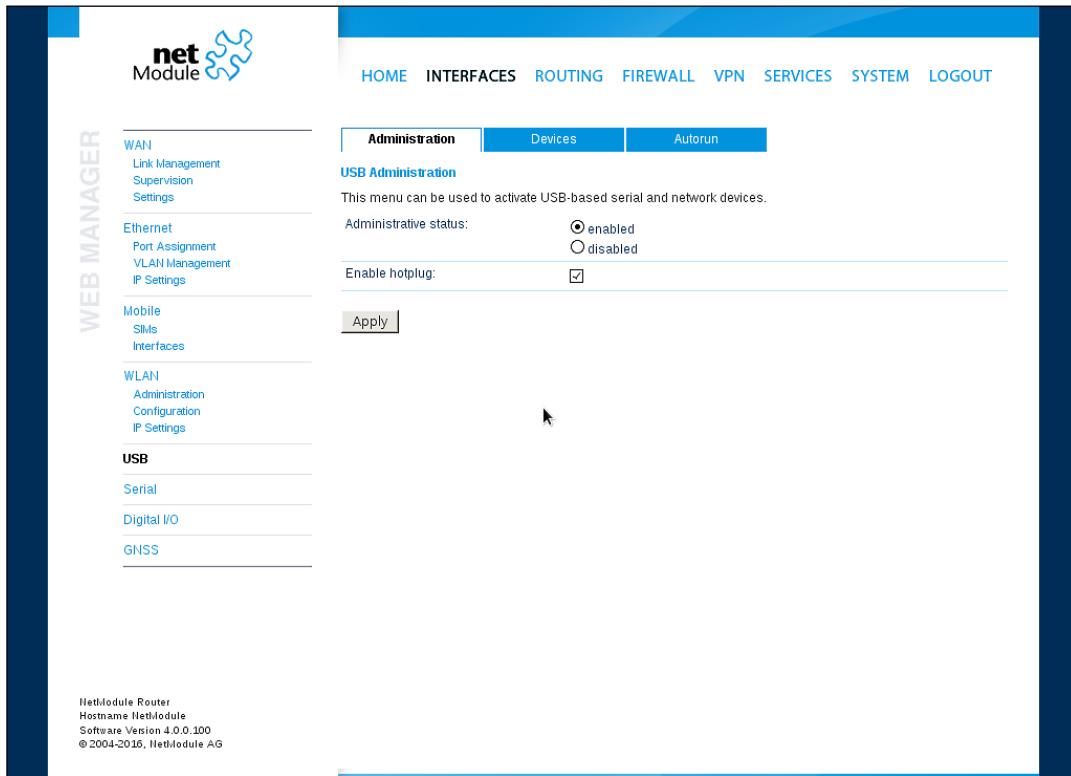 net
Module
HOME INTERFACES ROUTING FIREWALL VPN SERVICES SYSTEM LOGOUT
WEB MANAGER
WAN
Link Management
Supervision
Settings
Ethernet
Port Assignment
VLAN Management
IP Settings
Mobile
SIMs
Interfaces
WLAN
Administration
Configuration
IP Settings
USB
Serial
Digital I/O
GNSS
Administration Devices Autorun
USB Administration
This menu can be used to activate USB-based serial and network devices.
Administrative status: enabled
disabled
Enable hotplug:
Apply
NetModule Router
Hostname NetModule
Software Version 4.0.0.100
© 2004-2016, NetModule AG